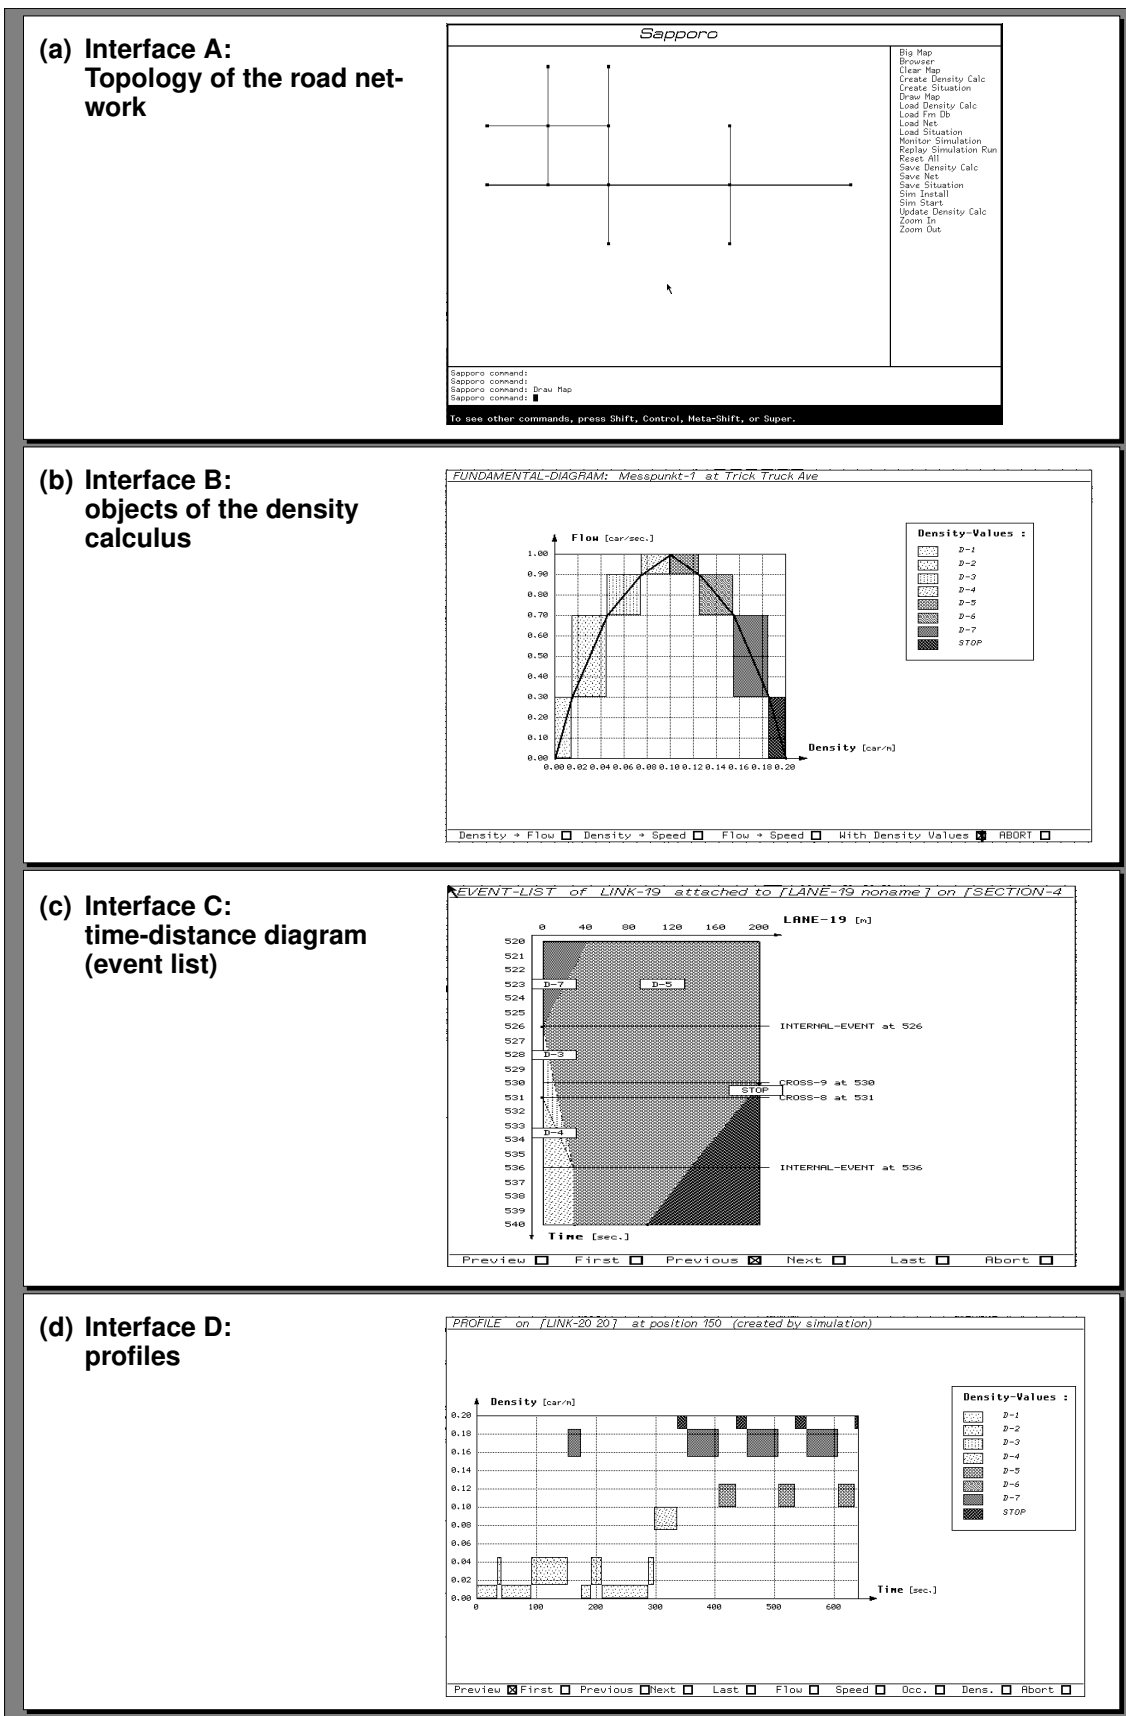 (a) Interface A:
Topology of the road net-
work
Sapporo
Big Map
Browser
Clear Map
Create Density Calc
Create Situation
Draw Map
Load Density Calc
Load Fm Db
Load Net
Load Situation
Monitor Simulation
Replay Simulation Run
Reset All
Save Density Calc
Save Net
Save Situation
Sim Install
Sim Start
Update Density Calc
Zoom In
Zoom Out
Sapporo command:
Sapporo command:
Sapporo command: Draw Map
Sapporo command:
To see other commands, press Shift, Control, Meta-Shift, or Super.
(b) Interface B:
objects of the density
calculus
FUNDAMENTAL-DIAGRAM: Messpunkt-1 at Trick Truck Ave
Flow [car/sec.]
1.00
0.90
0.80
0.70
0.60
0.50
0.40
0.30
0.20
0.10
0.00
0.00 0.02 0.04 0.06 0.08 0.10 0.12 0.14 0.16 0.18 0.20
Density [car/m]
Density-Values :
D-1
D-2
D-3
D-4
D-5
D-6
D-7
STOP
Density → Flow Density → Speed Flow → Speed With Density Values ABORT
(c) Interface C:
time-distance diagram
(event list)
EVENT-LIST of LINK-19 attached to [LANE-19 noname] on [SECTION-4
LANE-19 [m]
0 40 80 120 160 200
520
521
522
523 D-7 D-5
524
525
526 INTERNAL-EVENT at 526
527
528 D-3
529
530 CROSS-9 at 530
STOP
531 CROSS-8 at 531
532
533
D-4
534
535
536 INTERNAL-EVENT at 536
537
538
539
540
Time [sec.]
Preview First Previous Next Last Abort
(d) Interface D:
profiles
PROFILE on [LINK-20 20] at position 150 (created by simulation)
Density [car/m]
0.20
0.18
0.16
0.14
0.12
0.10
0.08
0.06
0.04
0.02
0.00
0 100 200 300 400 500 600
Time [sec.]
Density-Values :
D-1
D-2
D-3
D-4
D-5
D-6
D-7
STOP
Preview First Previous Next Last Flow Speed Occ. Dens. Abort